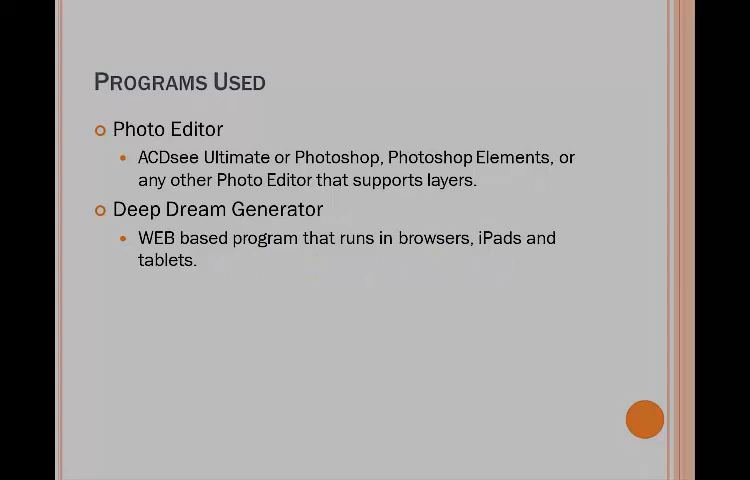 PROGRAMS USED
Photo Editor
ACDsee Ultimate or Photoshop, Photoshop Elements, or
any other Photo Editor that supports layers.
Deep Dream Generator
WEB based program that runs in browsers, iPads and
tablets.